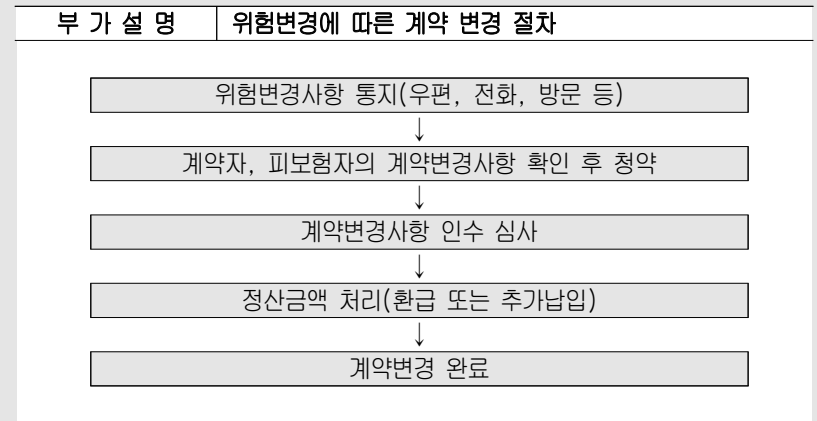 부 가 설 명 위험변경에 따른 계약 변경 절차
위험변경사항 통지(우편, 전화, 방문 등)
↓
계약자, 피보험자의 계약변경사항 확인 후 청약
↓
계약변경사항 인수 심사
↓
정산금액 처리(환급 또는 추가납입)
↓
계약변경 완료